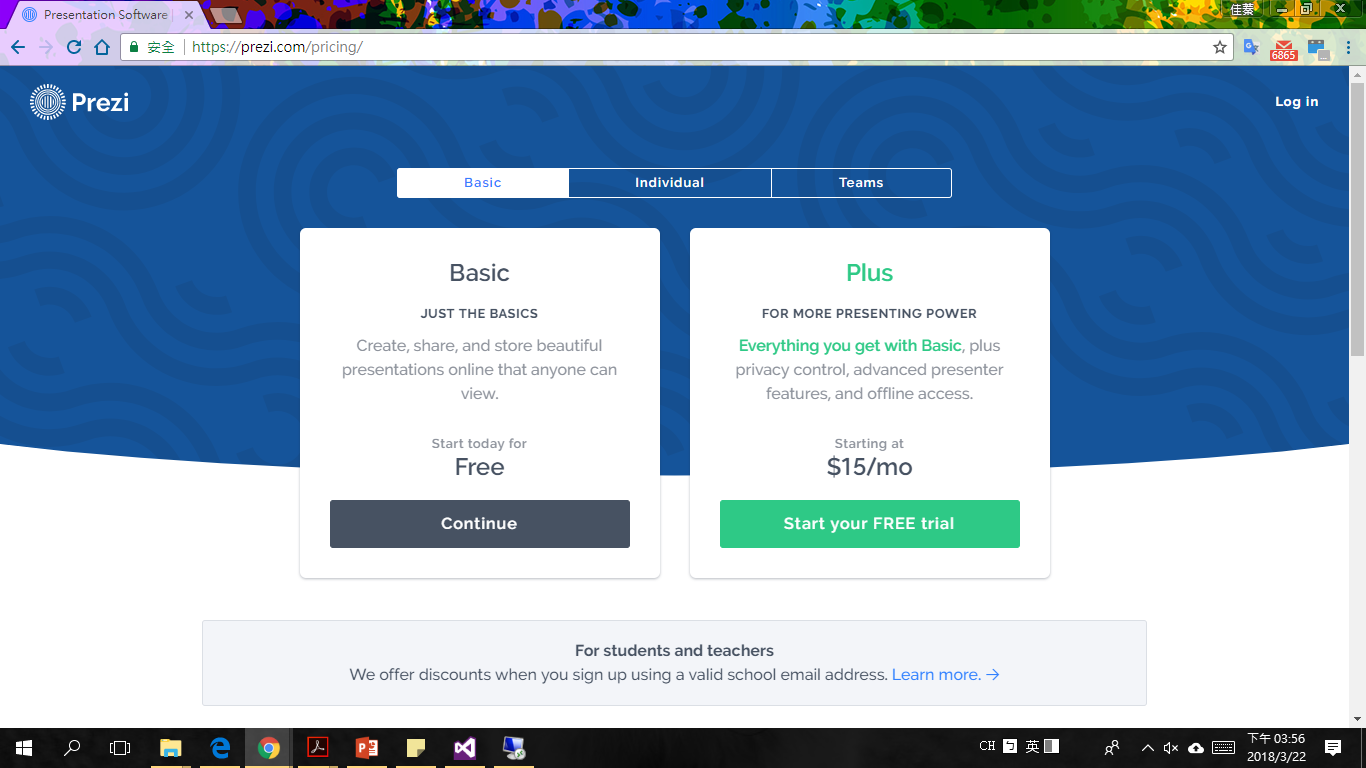 Presentation Software
佳蓁
安全
https://prezi.com/pricing/
6865
Prezi
Log in
Basic
Individual
Teams
Basic
JUST THE BASICS
Create, share, and store beautiful
presentations online that anyone can
view.
Start today for
Free
Continue
Plus
FOR MORE PRESENTING POWER
Everything you get with Basic, plus
privacy control, advanced presenter
features, and offline access.
Starting at
$15/mo
Start your FREE trial
For students and teachers
We offer discounts when you sign up using a valid school email address. Learn more. →
CH ㄅ 英
下午 03:56
2018/3/22